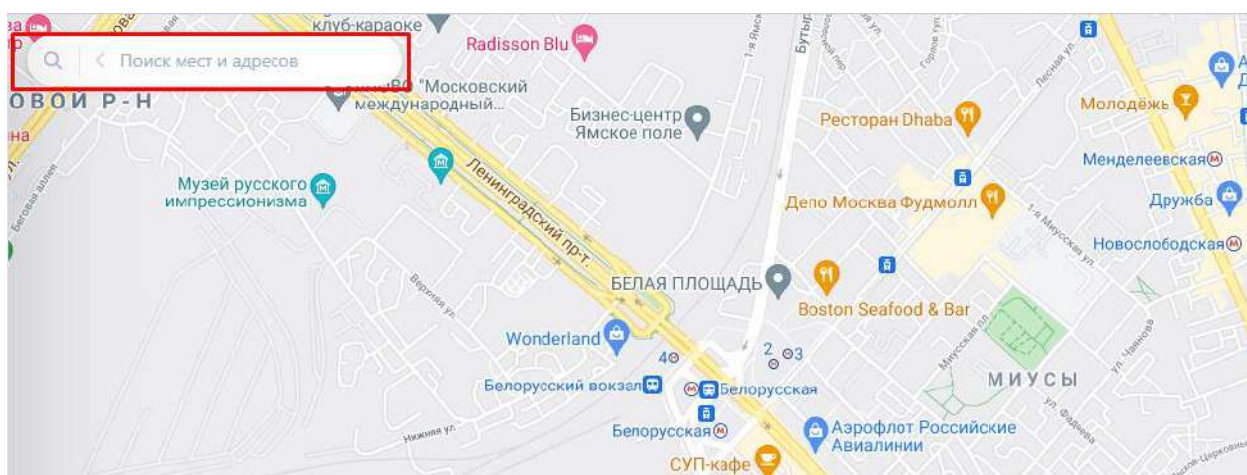 клуб-караоке
Radisson Blu
Поиск мест и адресов
ОВОЙ Р-Н
"Московский
международный...
Бизнес-центр
Ямское поле
Ресторан Dhaba
Молодёжь
Менделеевская
Музей русского
импрессионизма
Ленинградский пр-т.
Депо Москва Фудмолл
Дружба
1-я Миусская ул.
Новослободская
Беговая аллея
Лесная ул.
Верхняя ул.
БЕЛАЯ ПЛОЩАДЬ
Boston Seafood & Bar
Wonderland
4
2
3
Миусская пл.
ул. Чаянова
МИУСЫ
Белорусский вокзал
Белорусская
ул. Фадеева
Нижняя ул.
Белорусская
Аэрофлот Российские
Авиалинии
СУП-кафе